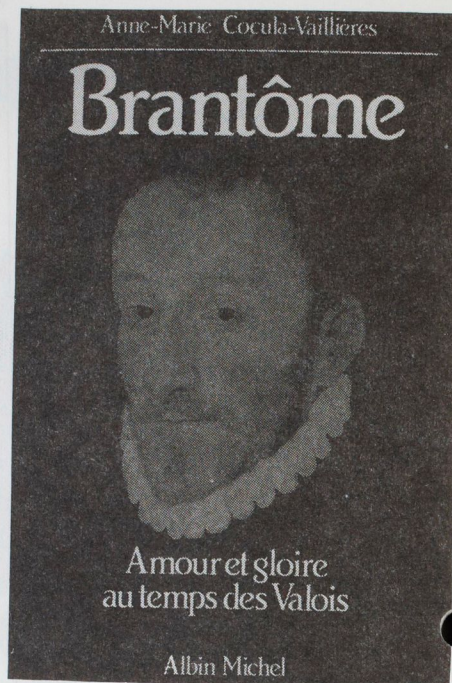 Anne-Marie Cocula-Vaillières
Brantôme
Amour et gloire
au temps des Valois
Albin Michel